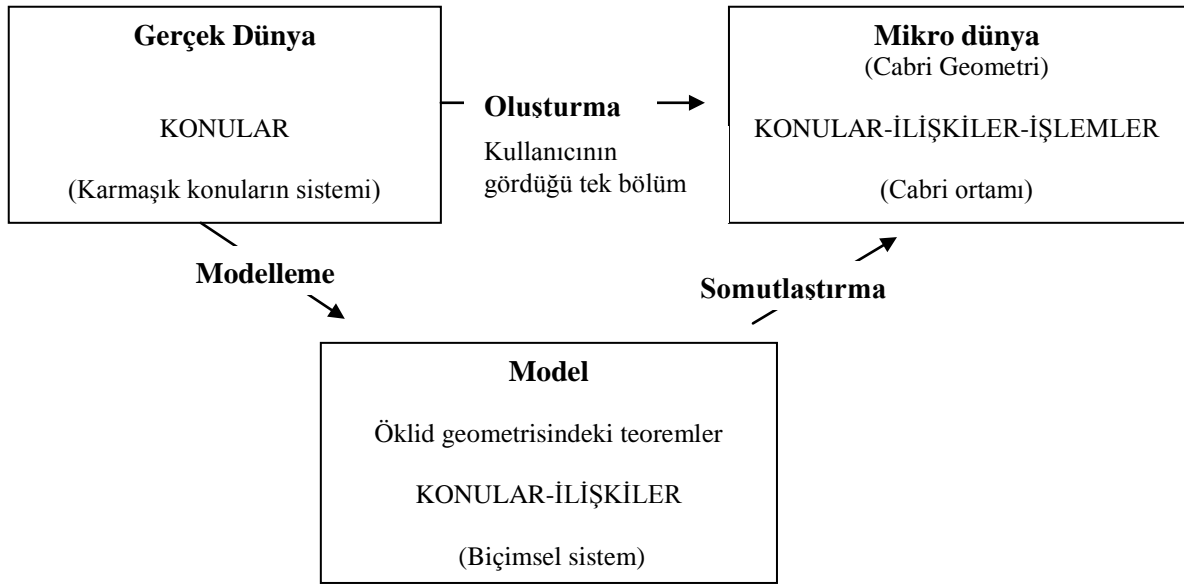 Gerçek Dünya
KONULAR
(Karmaşık konuların sistemi)
Oluşturma
Kullanıcının
gördüğü tek bölüm
Mikro dünya
(Cabri Geometri)
KONULAR-İLİŞKİLER-İŞLEMLER
(Cabri ortamı)
Modelleme
Somutlaştırma
Model
Öklid geometrisindeki teoremler
KONULAR-İLİŞKİLER
(Biçimsel sistem)